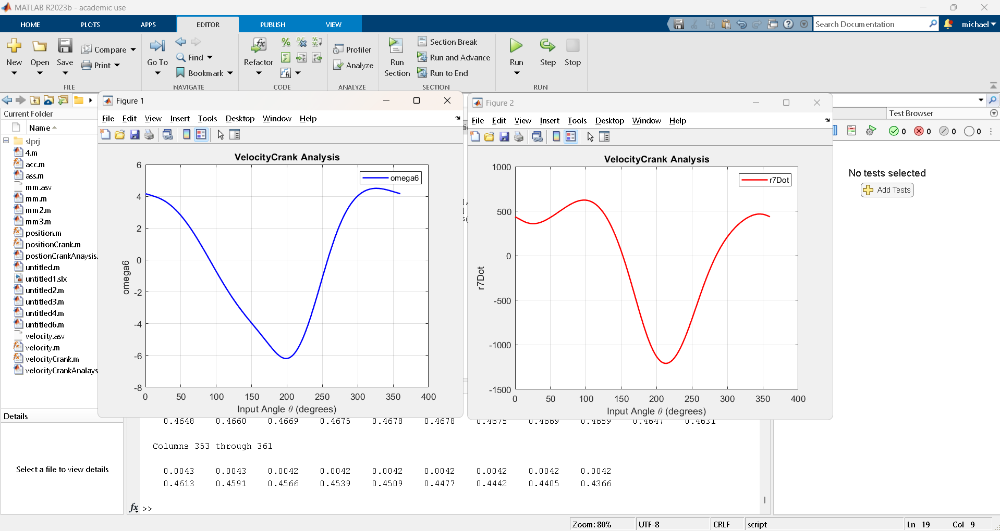 MATLAB R2023b - academic use
HOME PLOTS APPS EDITOR PUBLISH VIEW
Search Documentation
michael
New Open Save
Compare
Print
FILE
Go To
Find
Bookmark
NAVIGATE
Refactor
CODE
Profiler
Analyze
ANALYZE
Run Section
Section Break
Run and Advance
Run to End
SECTION
Run Step Stop
RUN
Current Folder
Name
slprj
4.m
acc.m
ass.m
mm.asv
mm.m
mm2.m
mm3.m
position.m
positionCrank.m
postionCrankAnaysis.
untitled.m
untitled1.slx
untitled2.m
untitled3.m
untitled4.m
untitled6.m
velocity.asv
velocity.m
velocityCrank.m
velocityCrankAnalays
Details
Select a file to view details
Figure 1
File Edit View Insert Tools Desktop Window Help
VelocityCrank Analysis
omega6
6
4
2
0
-2
-4
-6
-8
omega6
0 50 100 150 200 250 300 350 400
Input Angle θ (degrees)
Figure 2
File Edit View Insert Tools Desktop Window Help
VelocityCrank Analysis
r7Dot
1000
500
0
-500
-1000
-1500
r7Dot
0 50 100 150 200 250 300 350 400
Input Angle θ (degrees)
Test Browser
0 0 0 0
No tests selected
Add Tests
0.4648 0.4660 0.4669 0.4675 0.4678 0.4678 0.4675 0.4669 0.4659 0.4647 0.4631
Columns 353 through 361
0.0043 0.0043 0.0042 0.0042 0.0042 0.0042 0.0042 0.0042 0.0042
0.4613 0.4591 0.4566 0.4539 0.4509 0.4477 0.4442 0.4405 0.4366
fx >>
Zoom: 80% UTF-8 CRLF script Ln 19 Col 9